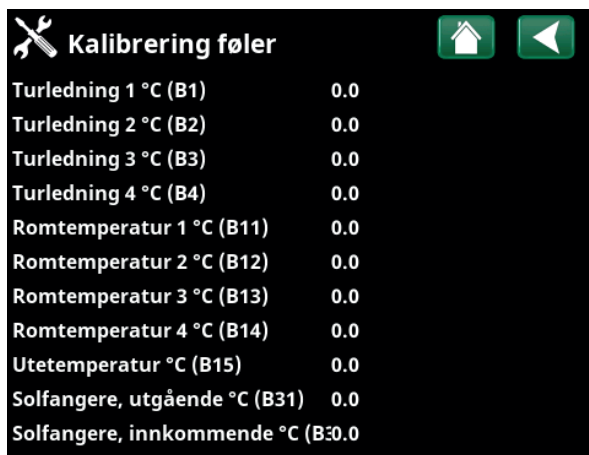 Kalibrering føler
Turledning 1 °C (B1) 0.0
Turledning 2 °C (B2) 0.0
Turledning 3 °C (B3) 0.0
Turledning 4 °C (B4) 0.0
Romtemperatur 1 °C (B11) 0.0
Romtemperatur 2 °C (B12) 0.0
Romtemperatur 3 °C (B13) 0.0
Romtemperatur 4 °C (B14) 0.0
Utetemperatur °C (B15) 0.0
Solfangere, utgående °C (B31) 0.0
Solfangere, innkommende °C 0.0